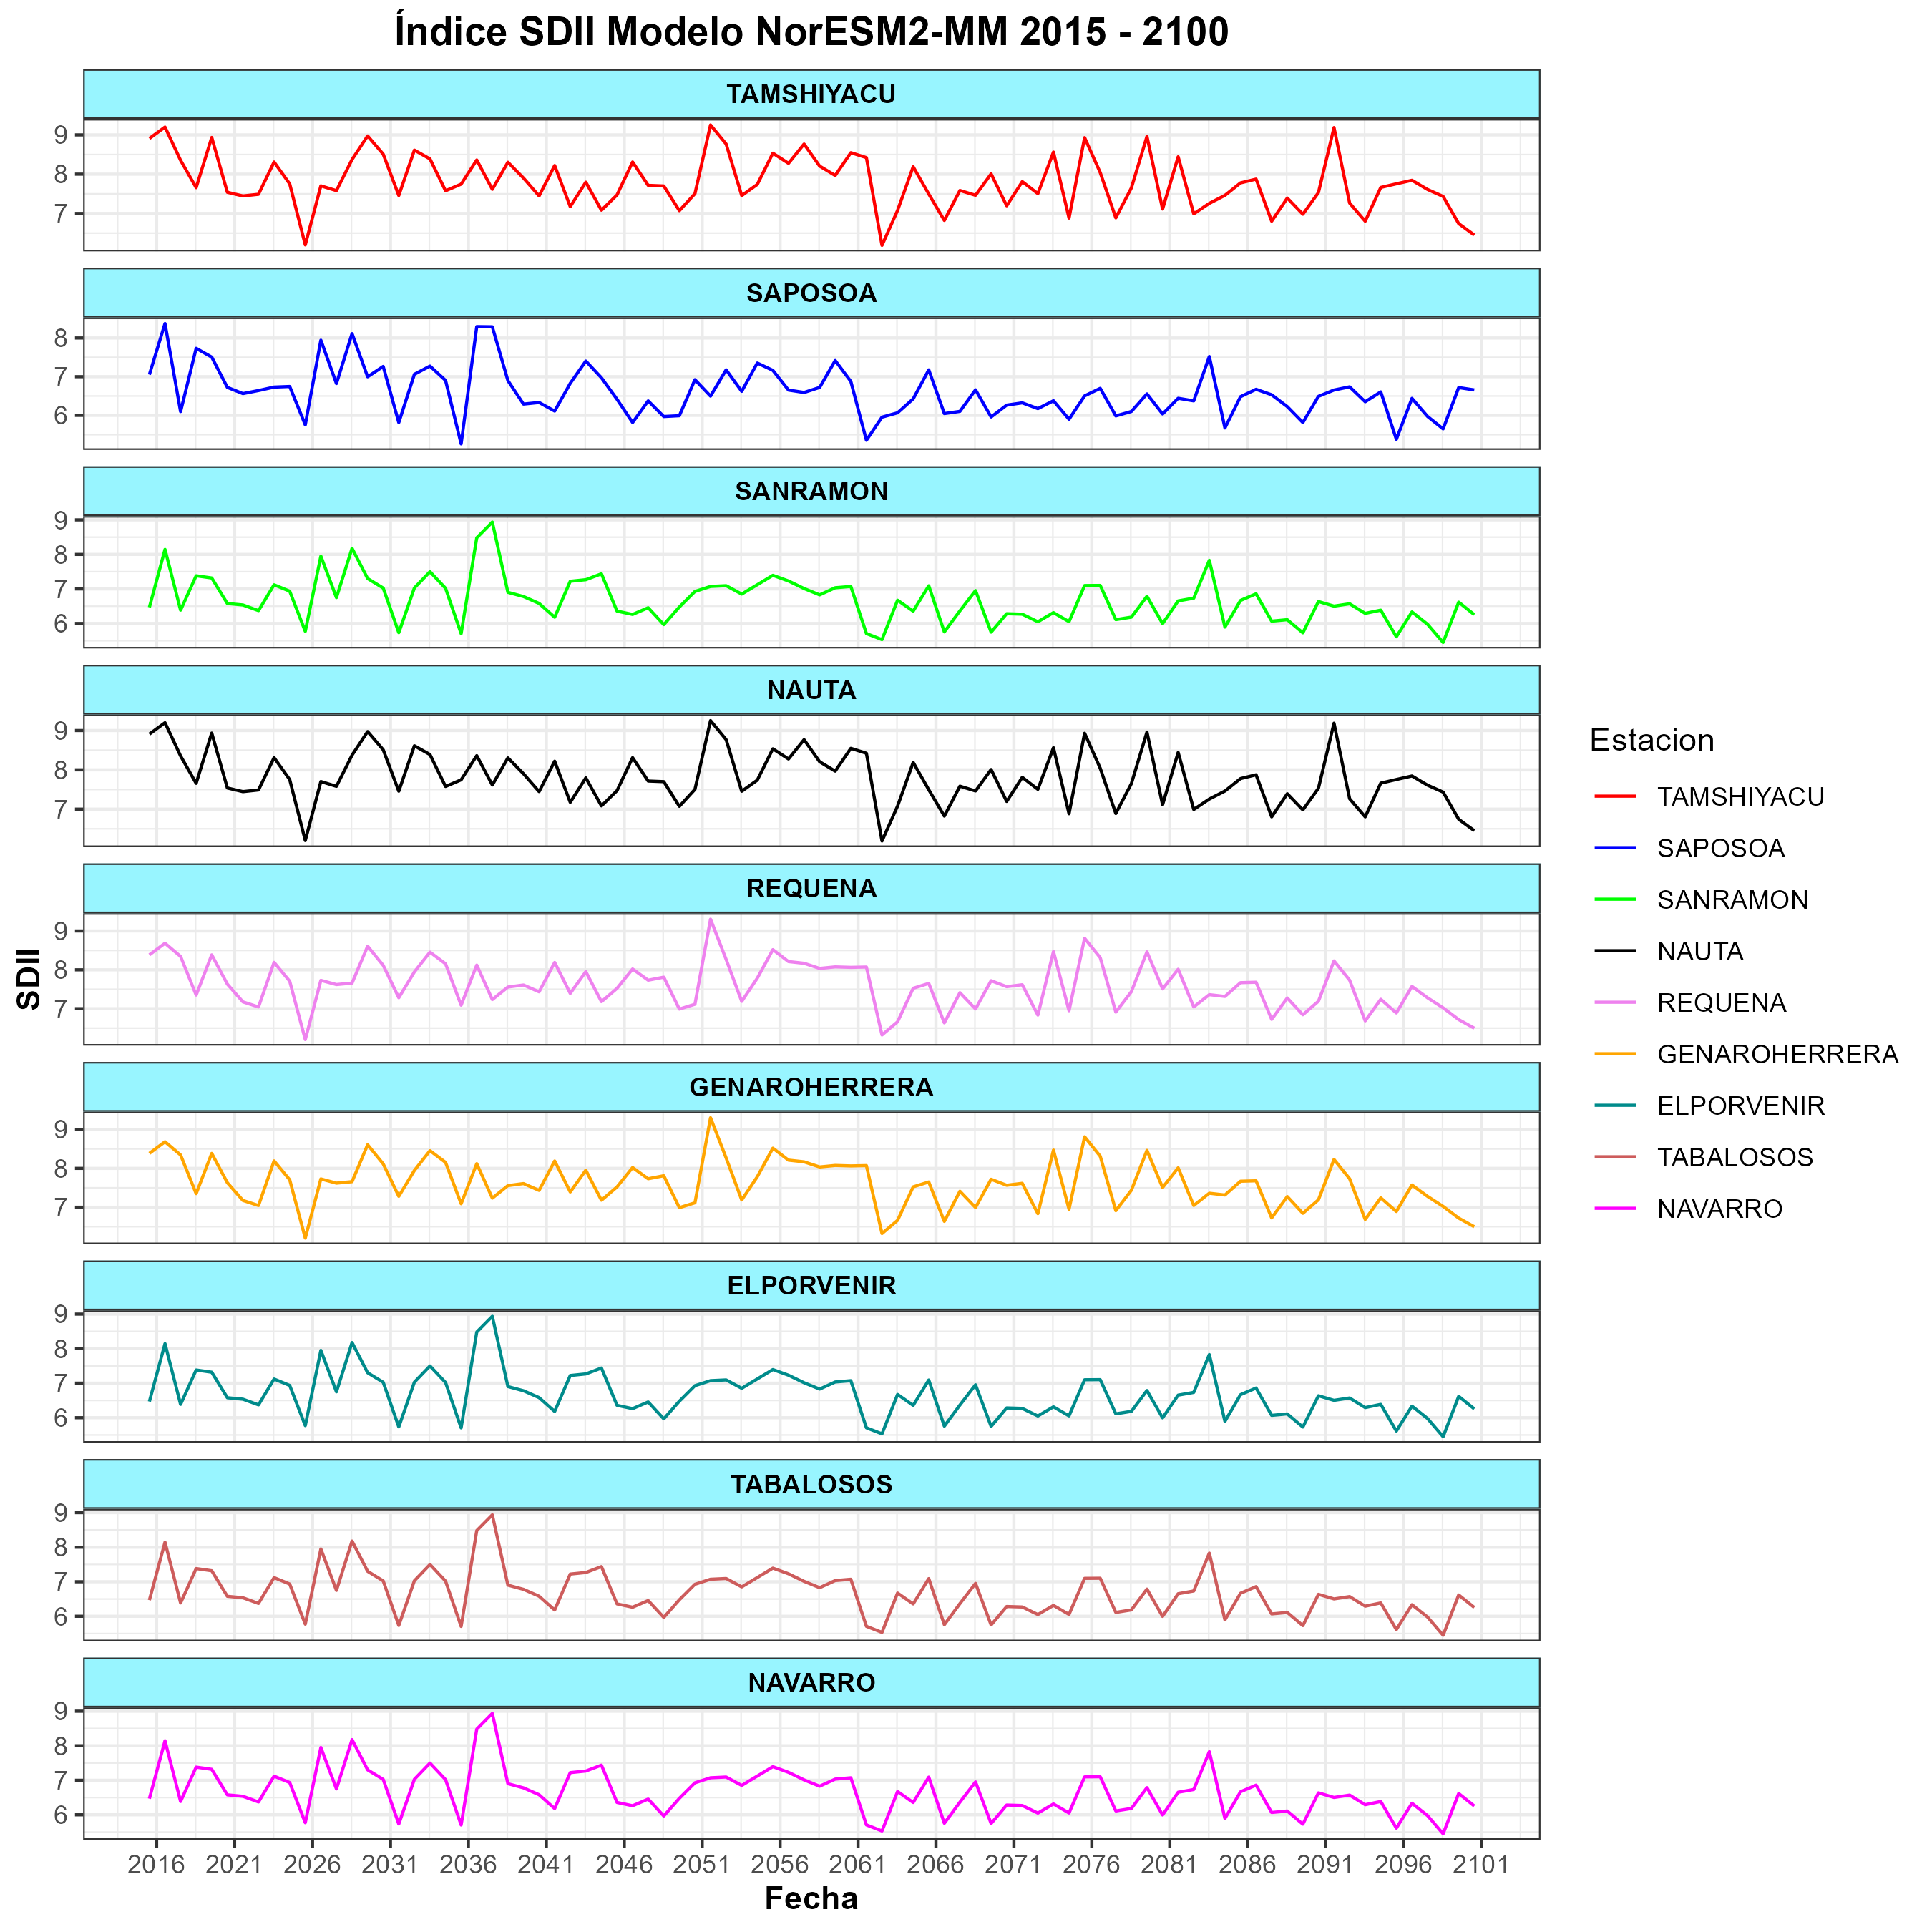 Índice SDII Modelo NorESM2-MM 2015 - 2100
TAMSHIYACU
9
8
7
SAPOSOA
8
7
6
SANRAMON
9
8
7
6
NAUTA
9
8
7
REQUENA
9
8
7
GENAROHERRERA
9
8
7
ELPORVENIR
9
8
7
6
TABALOSOS
9
8
7
6
NAVARRO
9
8
7
6
2016 2021 2026 2031 2036 2041 2046 2051 2056 2061 2066 2071 2076 2081 2086 2091 2096 2101
Fecha
SDII
Estacion
TAMSHIYACU
SAPOSOA
SANRAMON
NAUTA
REQUENA
GENAROHERRERA
ELPORVENIR
TABALOSOS
NAVARRO